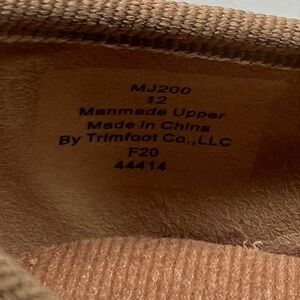 MJ200
12
Manmade Upper
Made in China
By Trimfoot Co.,LLC
F20
44414